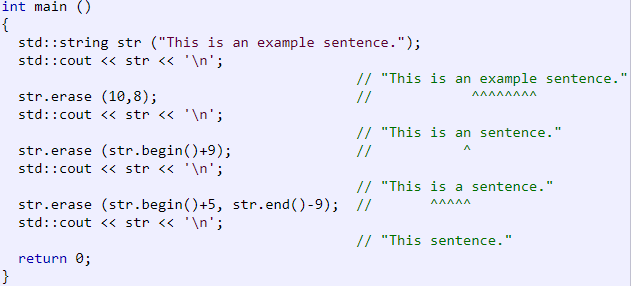 int main ()
{
  std::string str ("This is an example sentence.");
  std::cout << str << '\n';
                                           // "This is an example sentence."
  str.erase (10,8);                        //            ^^^^^^^^
  std::cout << str << '\n';
                                           // "This is an sentence."
  str.erase (str.begin()+9);               //           ^
  std::cout << str << '\n';
                                           // "This is a sentence."
  str.erase (str.begin()+5, str.end()-9);  //       ^^^^^
  std::cout << str << '\n';
                                           // "This sentence."
  return 0;
}